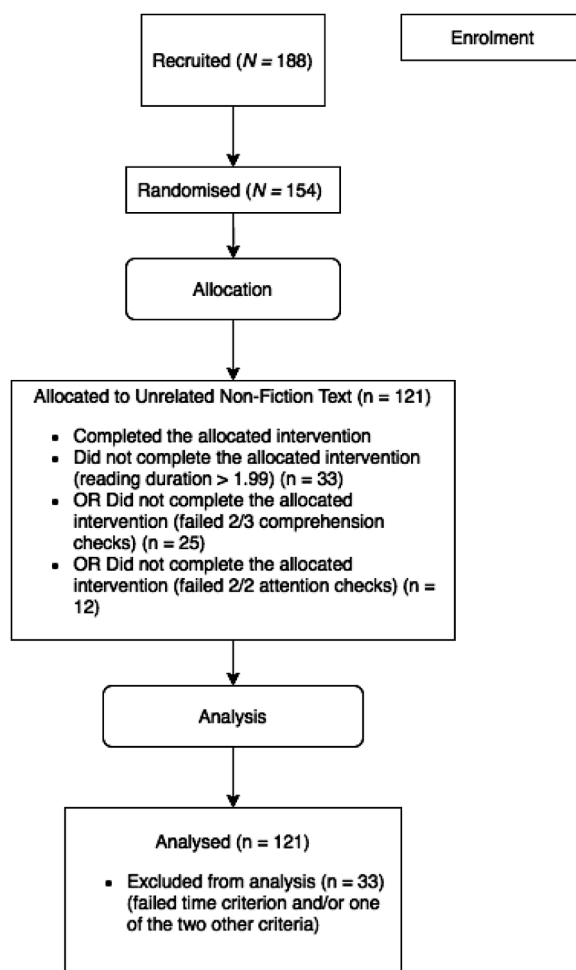 Recruited (N = 188)
Enrolment
Randomised (N = 154)
Allocation
Allocated to Unrelated Non-Fiction Text (n = 121)
▪ Completed the allocated intervention
▪ Did not complete the allocated intervention
(reading duration > 1.99) (n = 33)
▪ OR Did not complete the allocated
intervention (failed 2/3 comprehension
checks) (n = 25)
▪ OR Did not complete the allocated
intervention (failed 2/2 attention checks) (n =
12)
Analysis
Analysed (n = 121)
▪ Excluded from analysis (n = 33)
(failed time criterion and/or one
of the two other criteria)